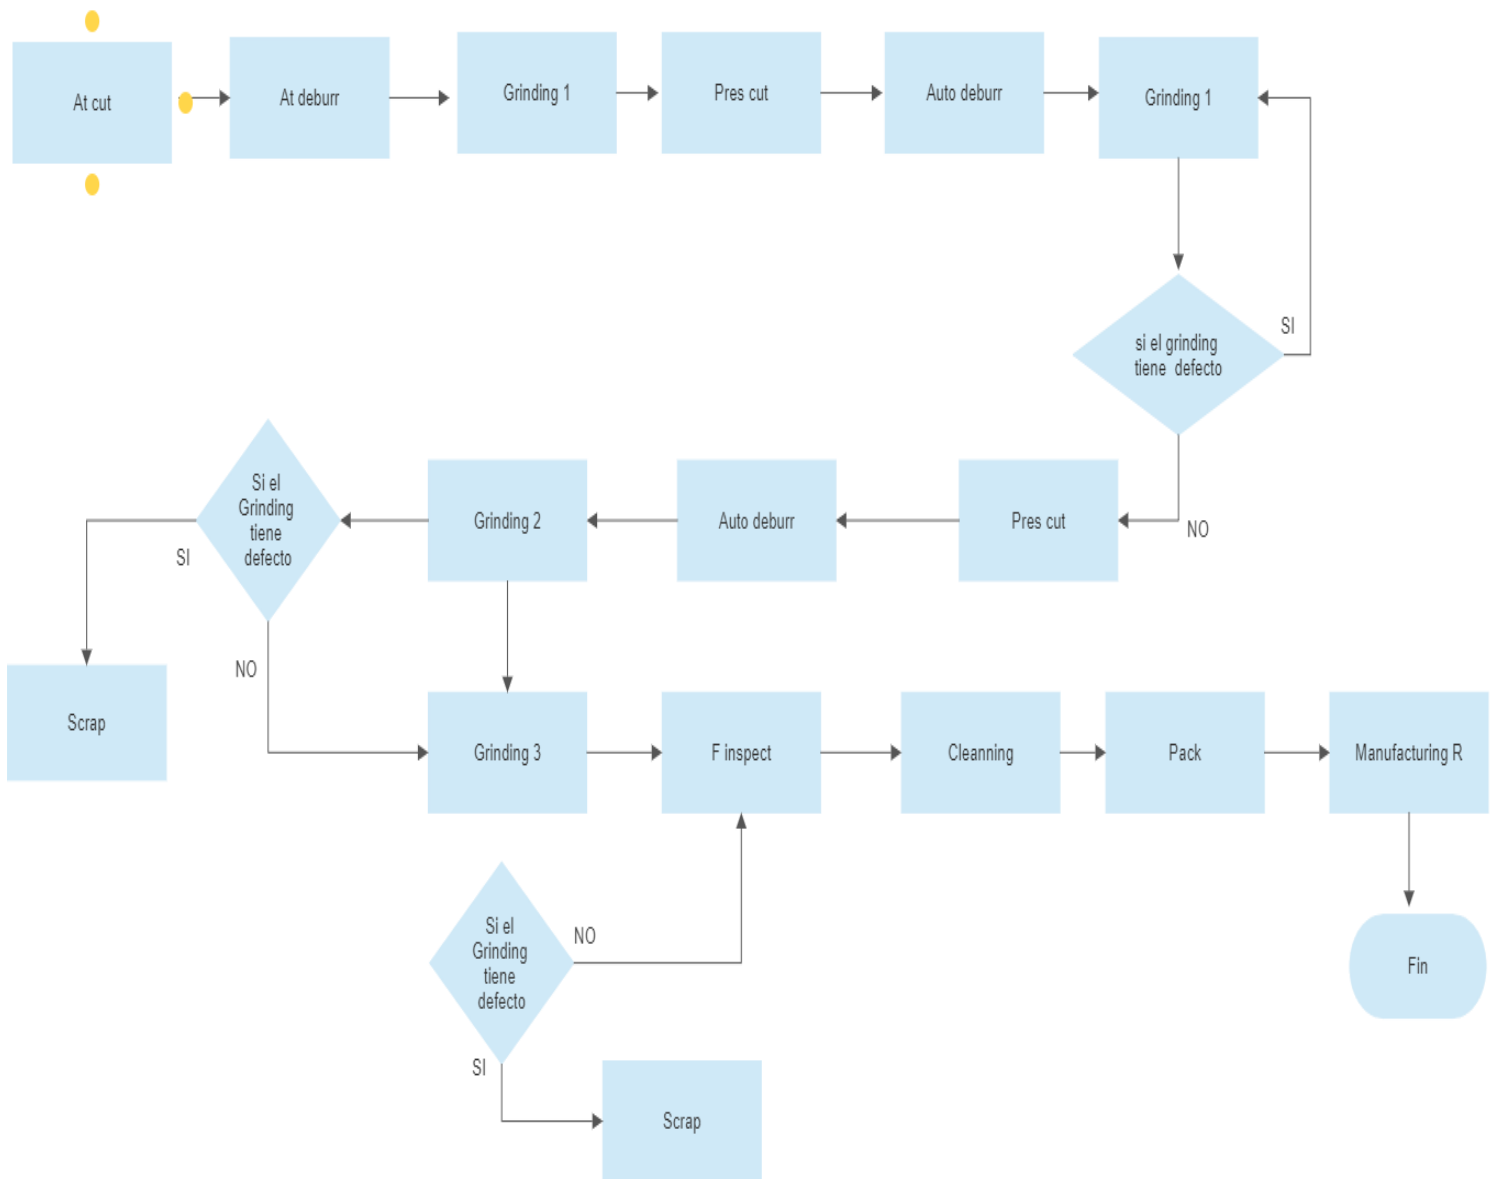 At cut
At deburr
Grinding 1
Pres cut
Auto deburr
Grinding 1
SI
si el grinding
tiene defecto
NO
Pres cut
Auto deburr
Grinding 2
Si el
Grinding
tiene
defecto
SI
NO
Scrap
Grinding 3
F inspect
Cleanning
Pack
Manufacturing R
Si el
Grinding
tiene
defecto
NO
SI
Fin
Scrap